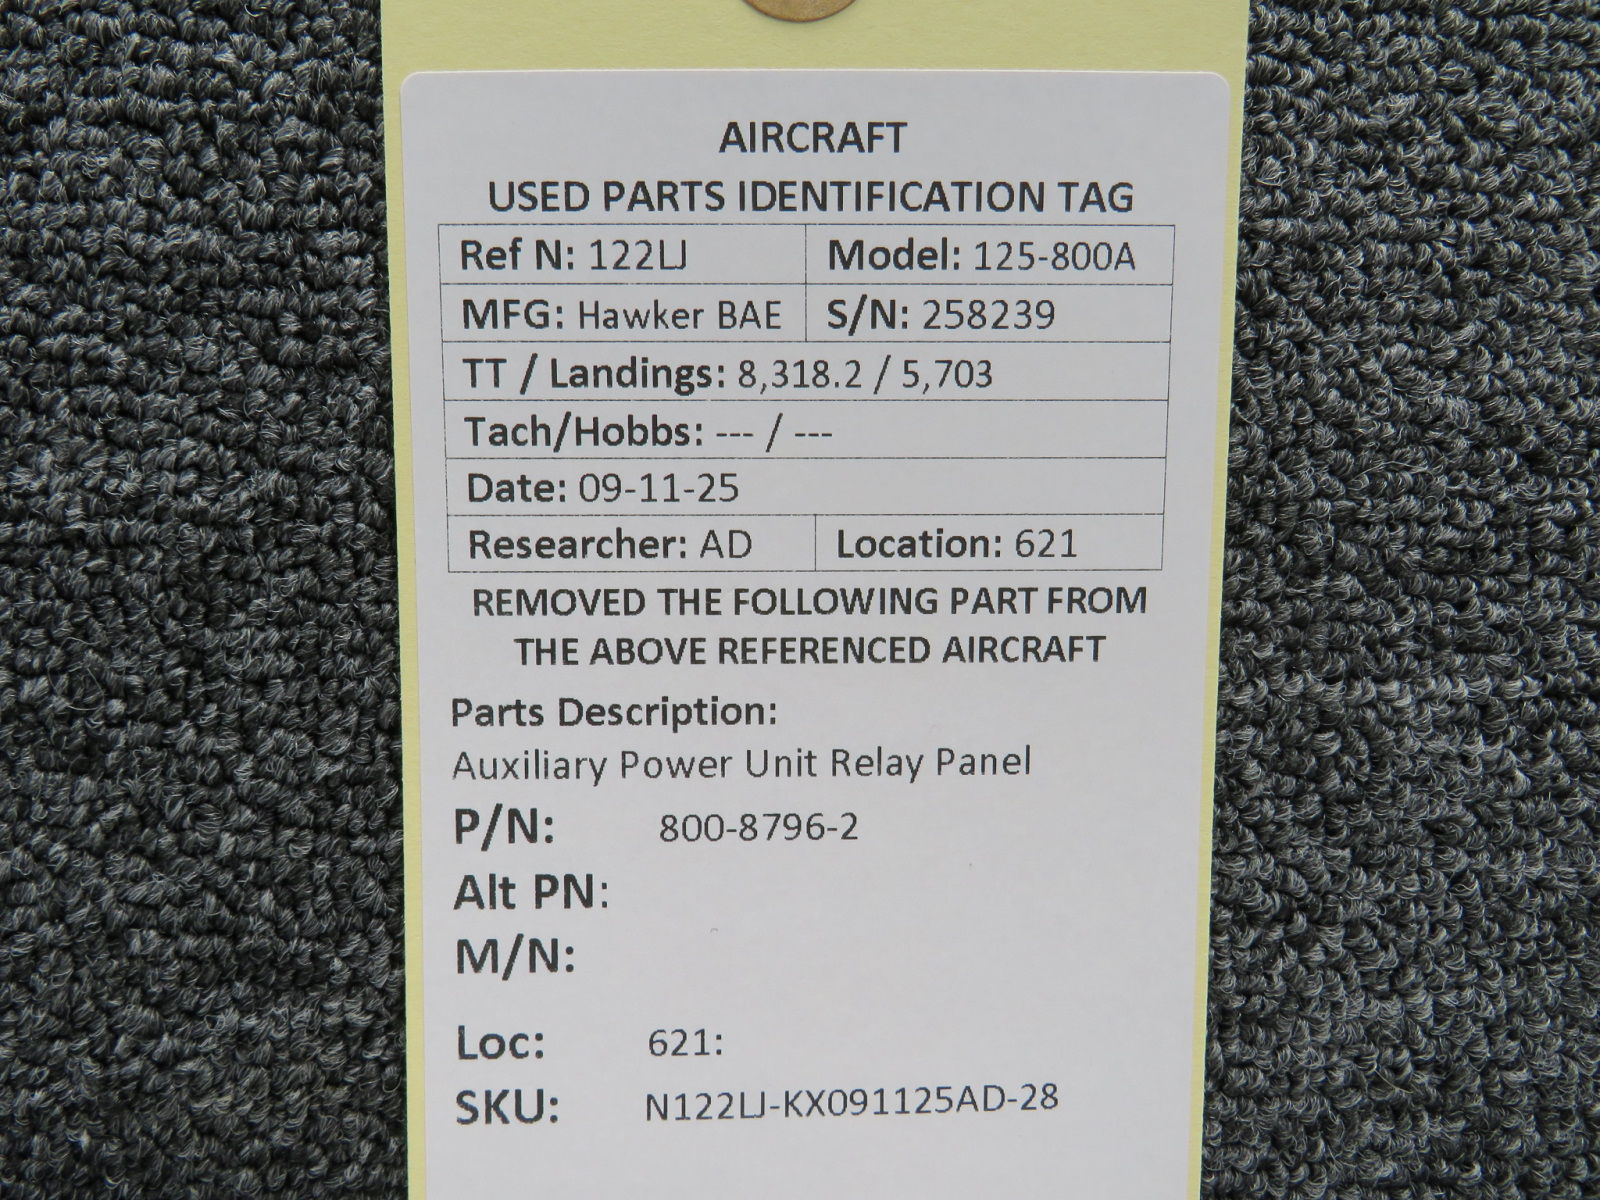 AIRCRAFT
USED PARTS IDENTIFICATION TAG
Ref N: 122LJ Model: 125-800A
MFG: Hawker BAE S/N: 258239
TT / Landings: 8,318.2 / 5,703
Tach/Hobbs: --- / ---
Date: 09-11-25
Researcher: AD Location: 621
REMOVED THE FOLLOWING PART FROM
THE ABOVE REFERENCED AIRCRAFT
Parts Description:
Auxiliary Power Unit Relay Panel
P/N: 800-8796-2
Alt PN:
M/N:
Loc: 621:
SKU: N122LJ-KX091125AD-28